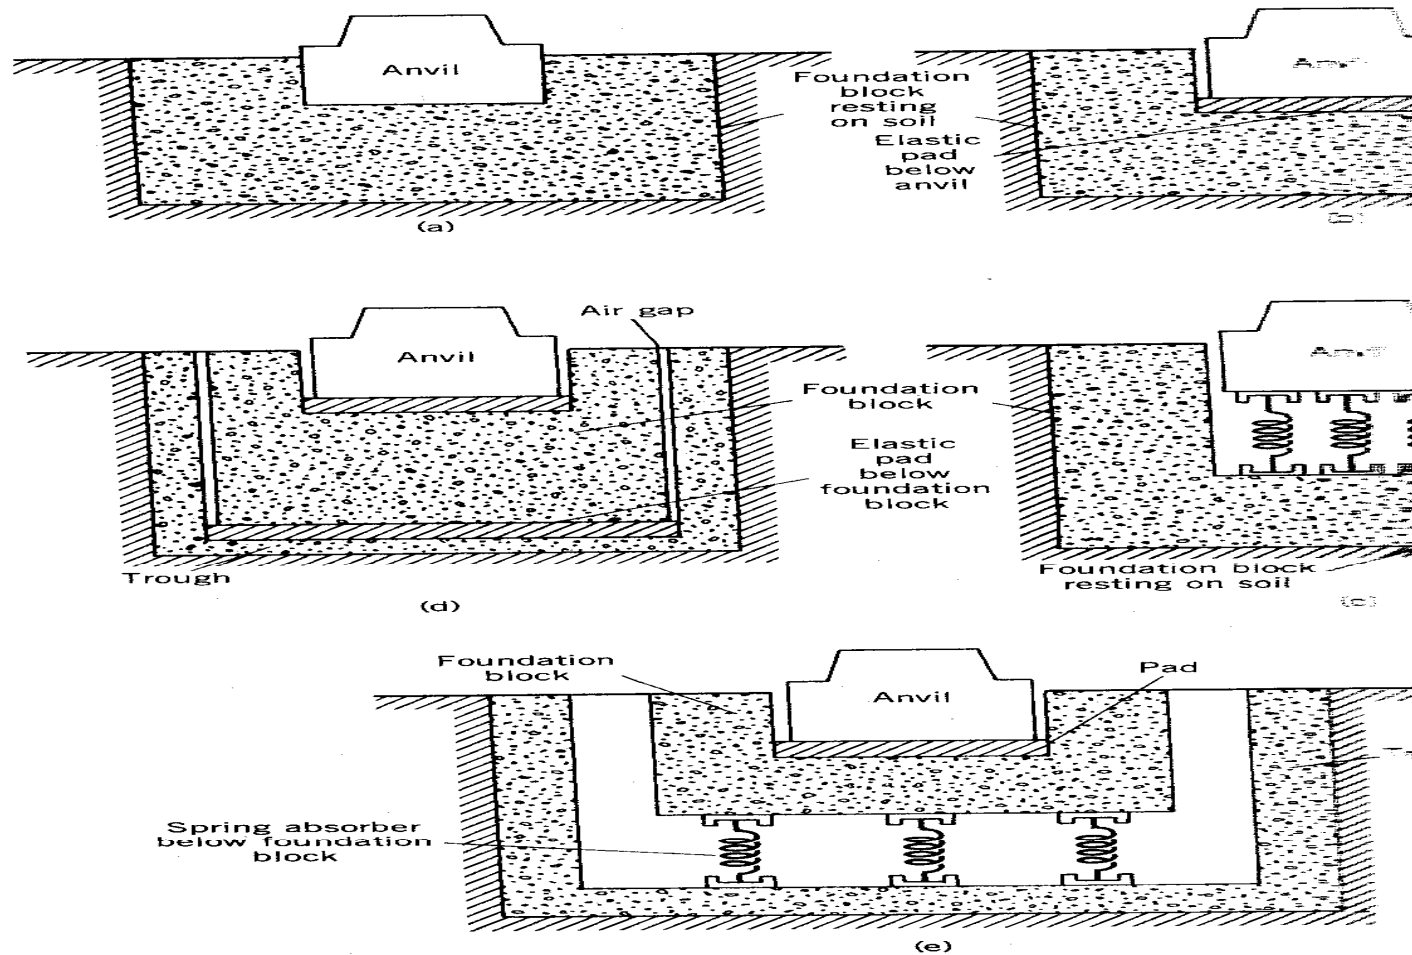 Anvil
Foundation
block
resting
on soil
Elastic
pad
below
anvil
(a)
(b)
Air gap
Anvil
Foundation
block
Elastic
pad
below
foundation
block
Trough
(d)
Foundation block
resting on soil
(c)
Foundation
block
Anvil
Pad
Spring absorber
below foundation
block
(e)